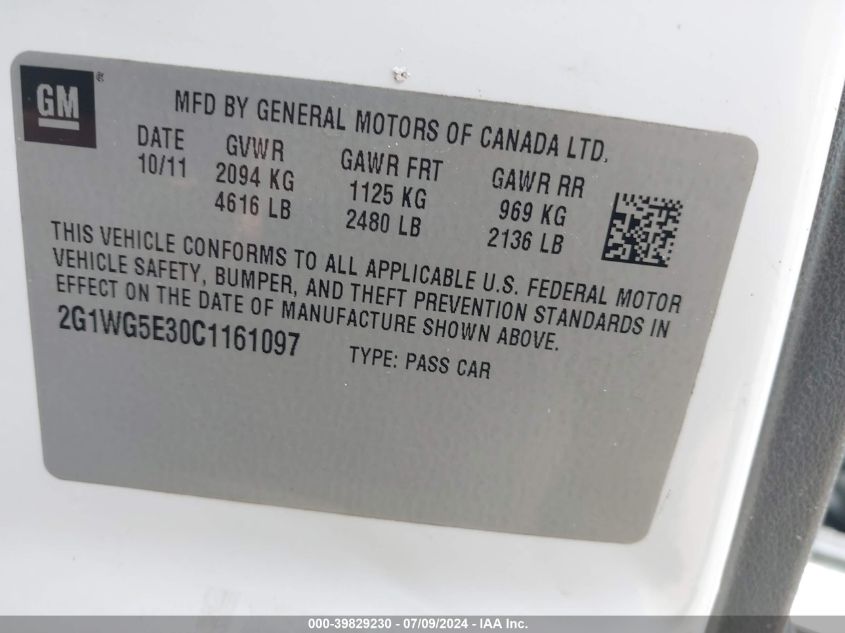 GM ®
MFD BY GENERAL MOTORS OF CANADA LTD.
DATE GVWR GAWR FRT GAWR RR
10/11 2094 KG 1125 KG 969 KG
4616 LB 2480 LB 2136 LB
THIS VEHICLE CONFORMS TO ALL APPLICABLE U.S. FEDERAL MOTOR
VEHICLE SAFETY, BUMPER, AND THEFT PREVENTION STANDARDS IN
EFFECT ON THE DATE OF MANUFACTURE SHOWN ABOVE.
2G1WG5E30C1161097 TYPE: PASS CAR
000-39829230 - 07/09/2024 - IAA Inc.